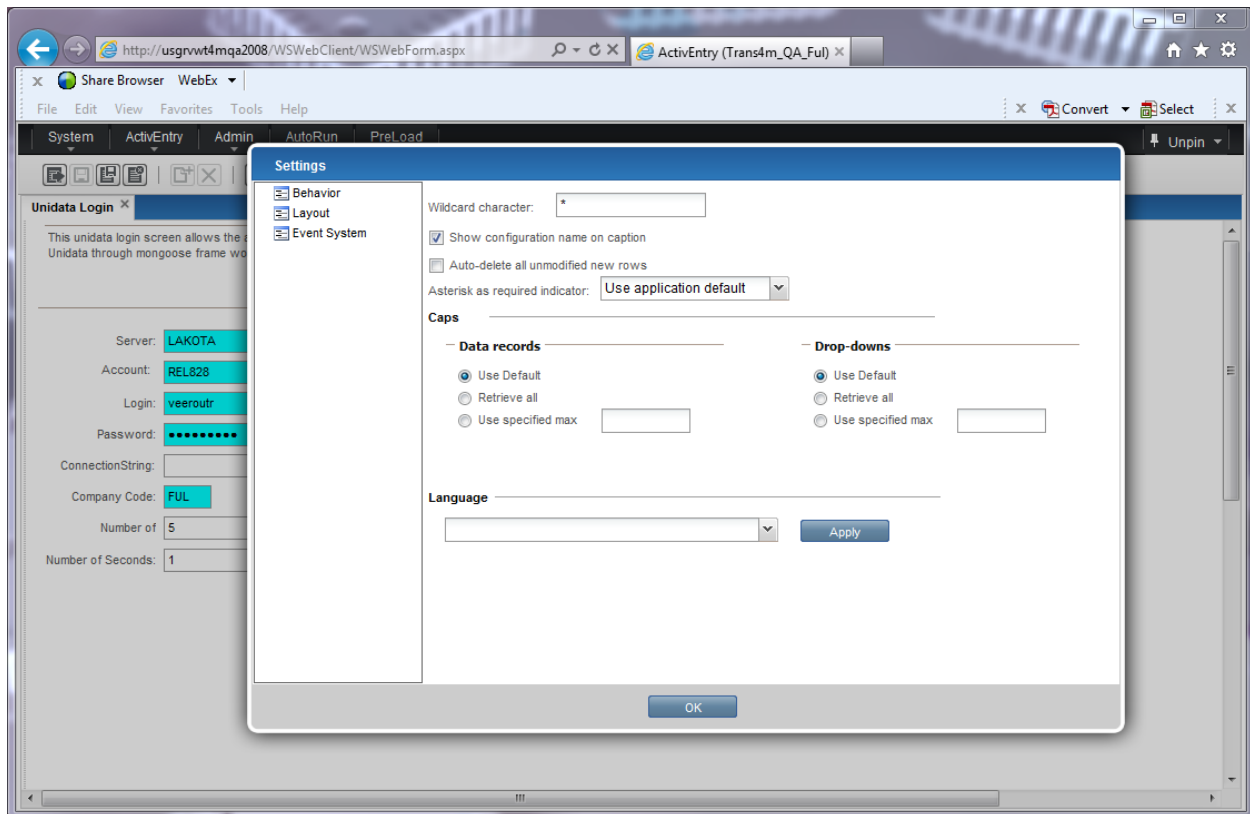 http://usgrvwt4mqa2008/WSWebClient/WSWebForm.aspx
ActivEntry (Trans4m_QA_Ful)
x Share Browser WebEx
File Edit View Favorites Tools Help
x Convert Select x
System ActivEntry Admin AutoRun PreLoad
Unpin
Settings
Unidata Login
This unidata login screen allows the
Unidata through mongoose frame wo
Server: LAKOTA
Account: REL828
Login: veeroutr
Password: •••••••••
ConnectionString:
Company Code: FUL
Number of 5
Number of Seconds: 1
Behavior
Layout
Event System
Wildcard character: *
Show configuration name on caption
Auto-delete all unmodified new rows
Asterisk as required indicator: Use application default
Caps
Data records
Use Default
Retrieve all
Use specified max
Drop-downs
Use Default
Retrieve all
Use specified max
Language
Apply
OK